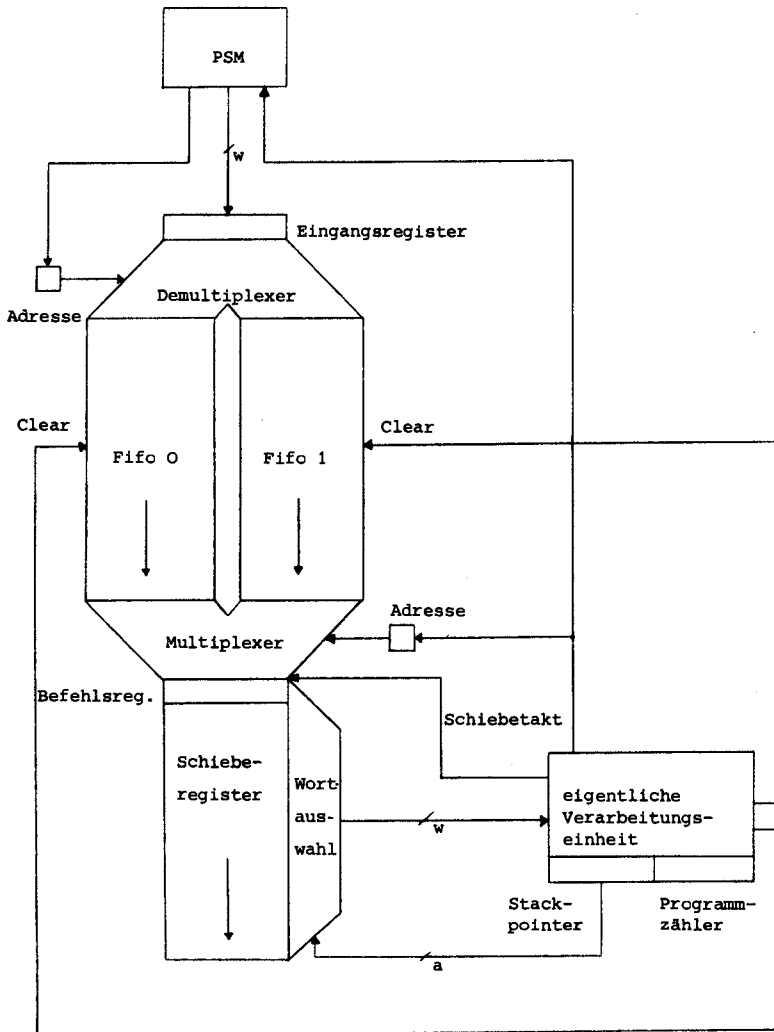 PSM
w
Eingangsregister
Demultiplexer
Adresse
Clear
Clear
Fifo 0
Fifo 1
Adresse
Multiplexer
Befehlsreg.
Schiebetakt
Schiebe-
register
Wort-
aus-
wahl
w
eigentliche
Verarbeitungs-
einheit
Stack-
pointer
Programm-
zähler
a